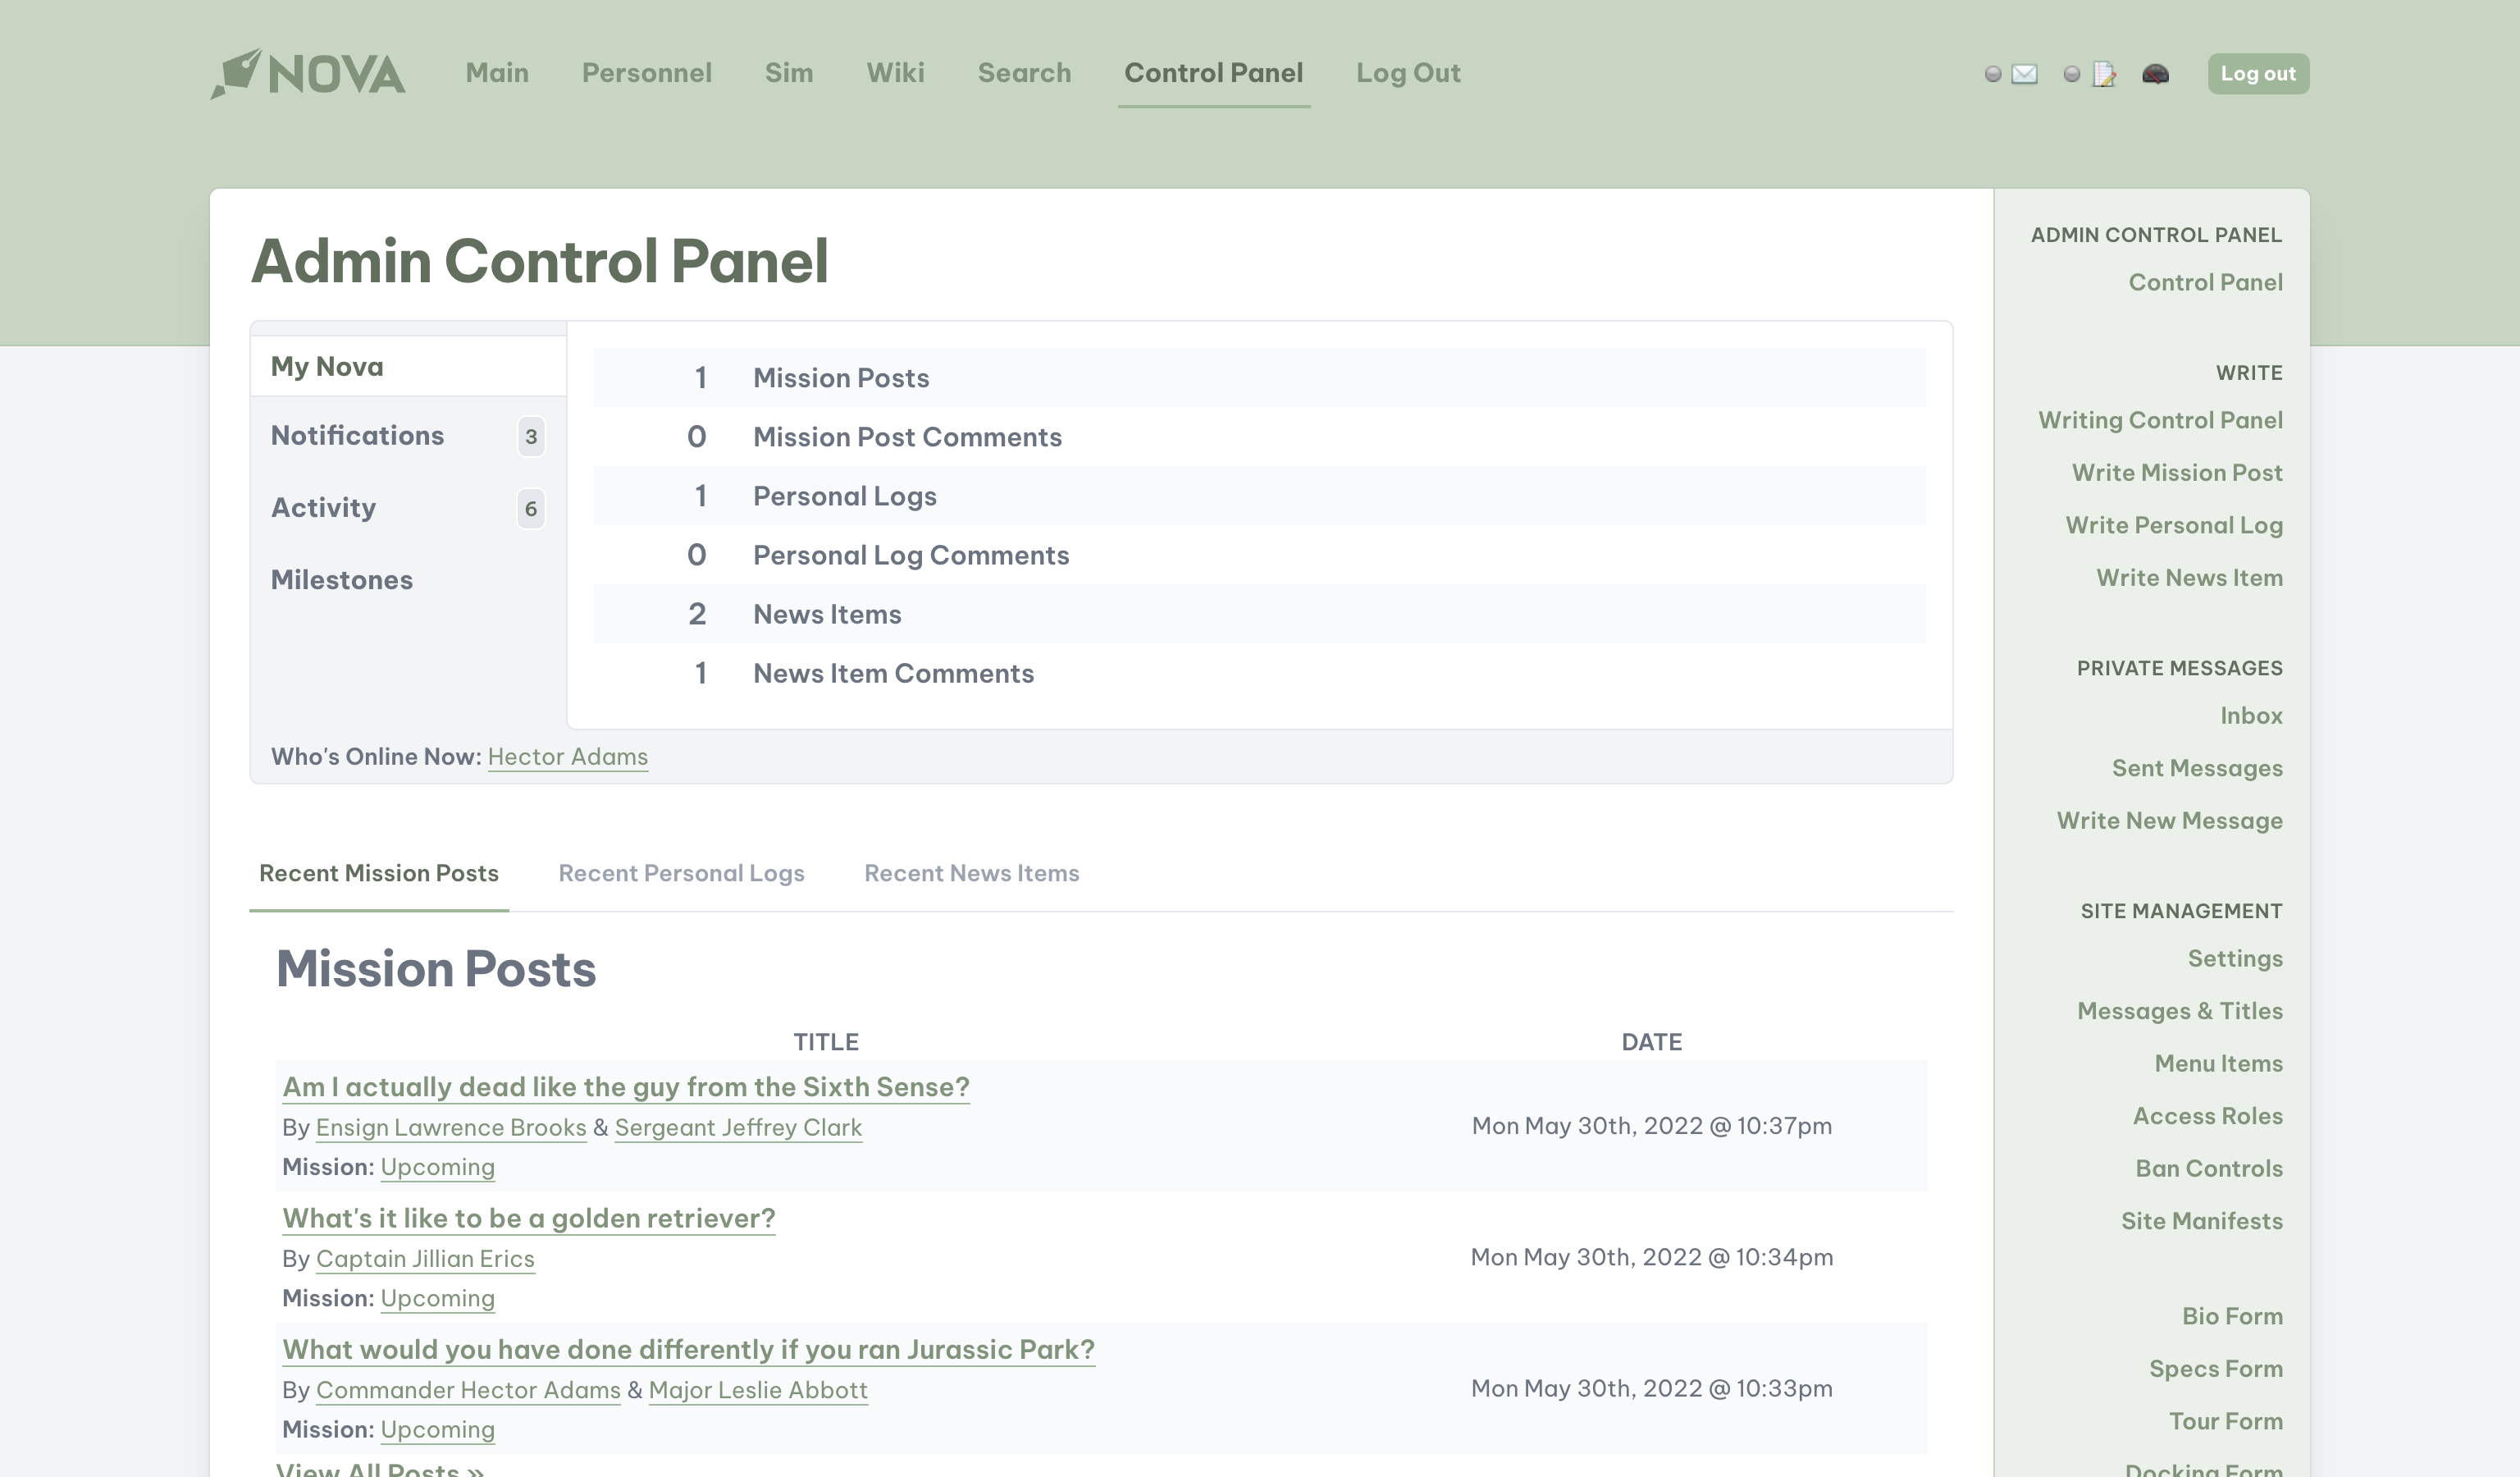 NOVA Main Personnel Sim Wiki Search Control Panel Log Out Log out
Admin Control Panel
My Nova
Notifications 3
Activity 6
Milestones
1 Mission Posts
0 Mission Post Comments
1 Personal Logs
0 Personal Log Comments
2 News Items
1 News Item Comments
Who's Online Now: Hector Adams
Recent Mission Posts Recent Personal Logs Recent News Items
Mission Posts
TITLE DATE
Am I actually dead like the guy from the Sixth Sense?
By Ensign Lawrence Brooks & Sergeant Jeffrey Clark
Mission: Upcoming
Mon May 30th, 2022 @ 10:37pm
What's it like to be a golden retriever?
By Captain Jillian Erics
Mission: Upcoming
Mon May 30th, 2022 @ 10:34pm
What would you have done differently if you ran Jurassic Park?
By Commander Hector Adams & Major Leslie Abbott
Mission: Upcoming
Mon May 30th, 2022 @ 10:33pm
View All Posts »
ADMIN CONTROL PANEL
Control Panel
WRITE
Writing Control Panel
Write Mission Post
Write Personal Log
Write News Item
PRIVATE MESSAGES
Inbox
Sent Messages
Write New Message
SITE MANAGEMENT
Settings
Messages & Titles
Menu Items
Access Roles
Ban Controls
Site Manifests
Bio Form
Specs Form
Tour Form
Docking Form